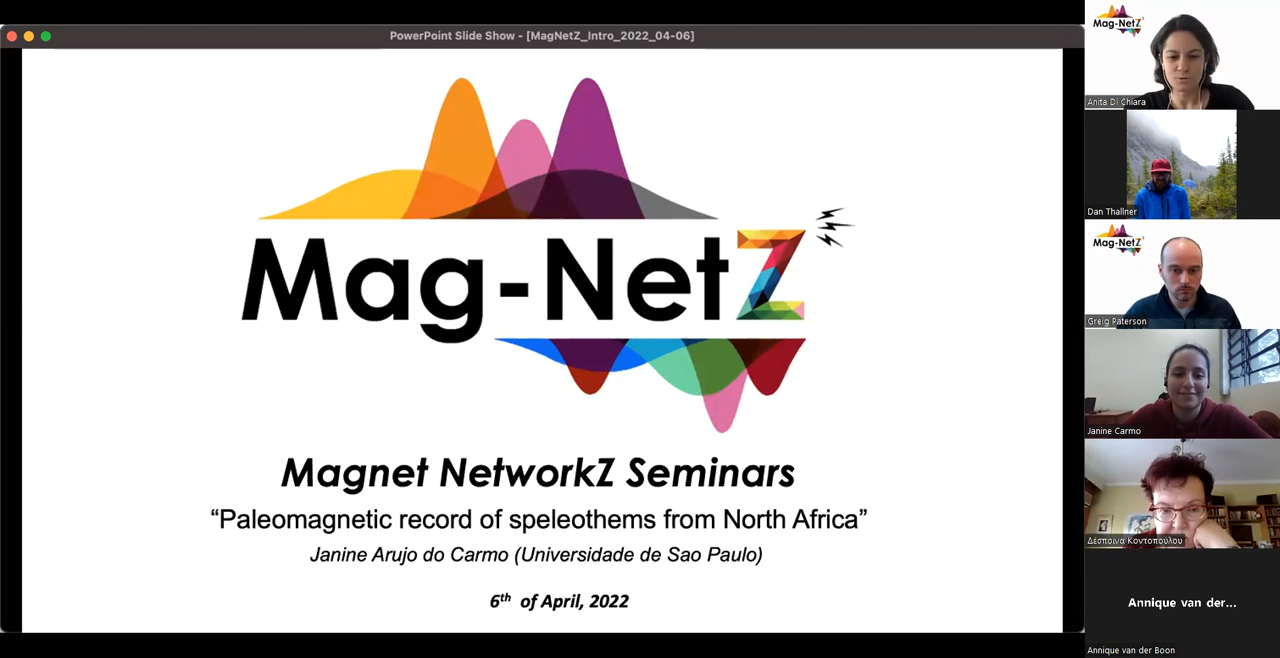 PowerPoint Slide Show - [MagNetZ_Intro_2022_04-06]
Mag-NetZ
Magnet NetworkZ Seminars
“Paleomagnetic record of speleothems from North Africa”
Janine Arujo do Carmo (Universidade de Sao Paulo)
6th of April, 2022
Mag-NetZ
Anita Di Chiara
Dan Thallner
Mag-NetZ
Greig Paterson
Janine Carmo
Δέσποινα Κοντοπούλου
Annique van der...
Annique van der Boon